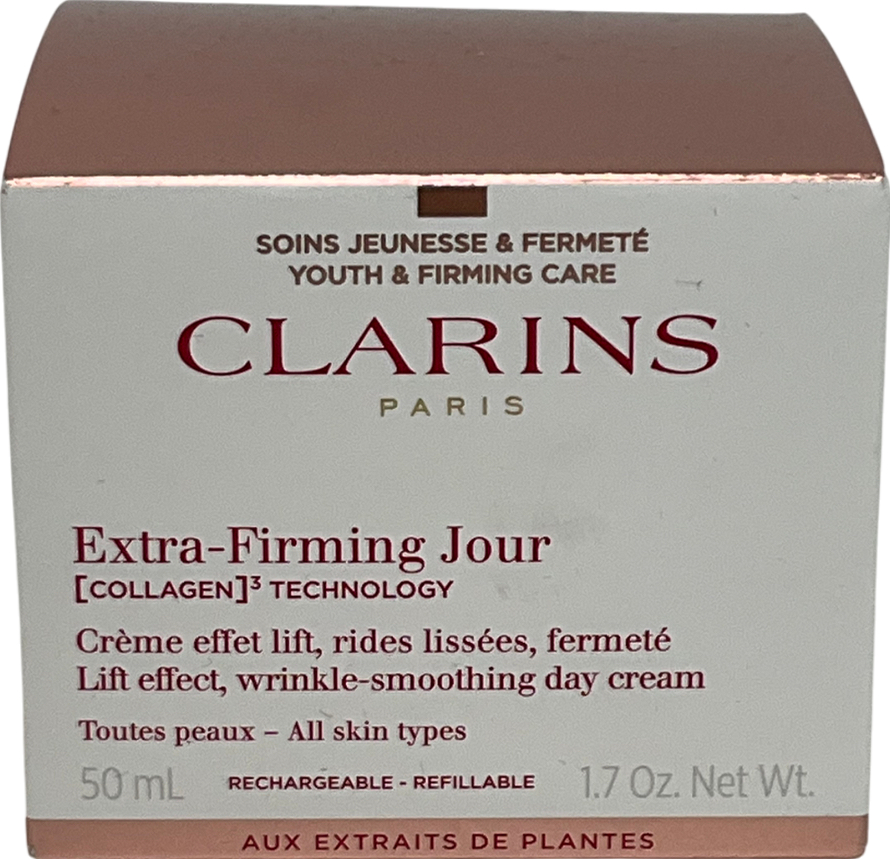 SOINS JEUNESSE & FERMETÉ
YOUTH & FIRMING CARE
CLARINS
PARIS
Extra-Firming Jour
[COLLAGEN]³ TECHNOLOGY
Crème effet lift, rides lissées, fermeté
Lift effect, wrinkle-smoothing day cream
Toutes peaux – All skin types
50 mL RECHARGEABLE - REFILLABLE 1.7 Oz. Net Wt.
AUX EXTRAITS DE PLANTES